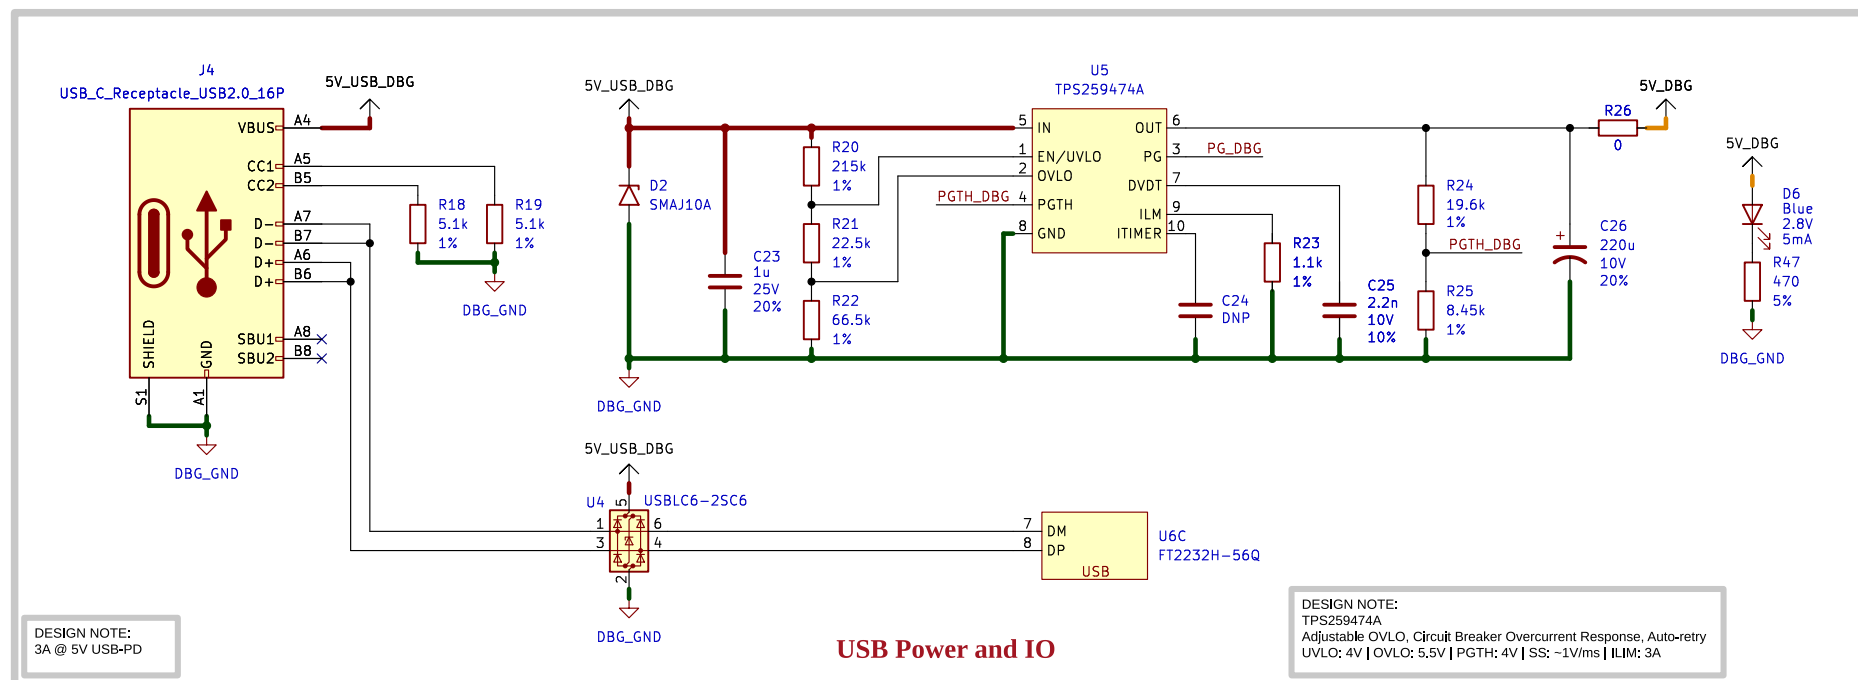 J4
USB_C_Receptacle_USB2.0_16P
5V_USB_DBG
VBUS
A4
CC1
A5
CC2
B5
D-
A7
D-
B7
D+
A6
D+
B6
SBU1
A8
SBU2
B8
SHIELD
GND
S1
A1
DBG_GND
R18
5.1k
1%
R19
5.1k
1%
DBG_GND
5V_USB_DBG
D2
SMAJ10A
C23
1u
25V
20%
R20
215k
1%
R21
22.5k
1%
R22
66.5k
1%
DBG_GND
U5
TPS259474A
5
IN
1
EN/UVLO
2
OVLO
PGTH_DBG
4
PGTH
8
GND
OUT
6
PG
3
PG_DBG
DVDT
7
ILM
9
ITIMER
10
C24
DNP
R23
1.1k
1%
C25
2.2n
10V
10%
R24
19.6k
1%
PGTH_DBG
R25
8.45k
1%
C26
220u
10V
20%
+
R26
0
5V_DBG
5V_DBG
D6
Blue
2.8V
5mA
R47
470
5%
DBG_GND
5V_USB_DBG
U4
USBLC6-2SC6
5
1
6
3
4
2
DBG_GND
7
DM
8
DP
USB
U6C
FT2232H-56Q
DESIGN NOTE:
3A @ 5V USB-PD
USB Power and IO
DESIGN NOTE:
TPS259474A
Adjustable OVLO, Circuit Breaker Overcurrent Response, Auto-retry
UVLO: 4V | OVLO: 5.5V | PGTH: 4V | SS: ~1V/ms | ILIM: 3A